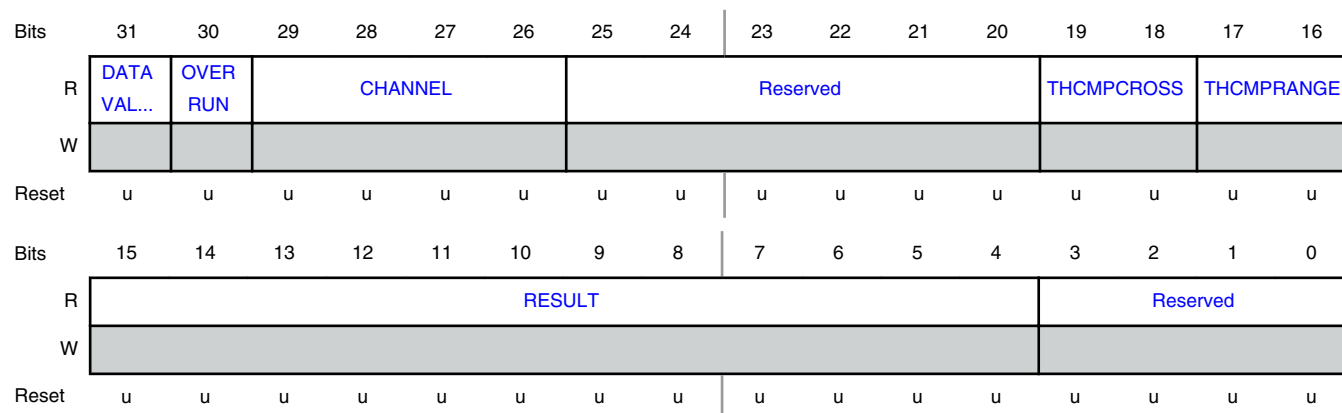 Bits 31 30 29 28 27 26 25 24 23 22 21 20 19 18 17 16
R DATA VAL... OVER RUN CHANNEL Reserved THCMPCROSS THCMPRANGE
W
Reset u u u u u u u u u u u u u u u u
Bits 15 14 13 12 11 10 9 8 7 6 5 4 3 2 1 0
R RESULT Reserved
W
Reset u u u u u u u u u u u u u u u u